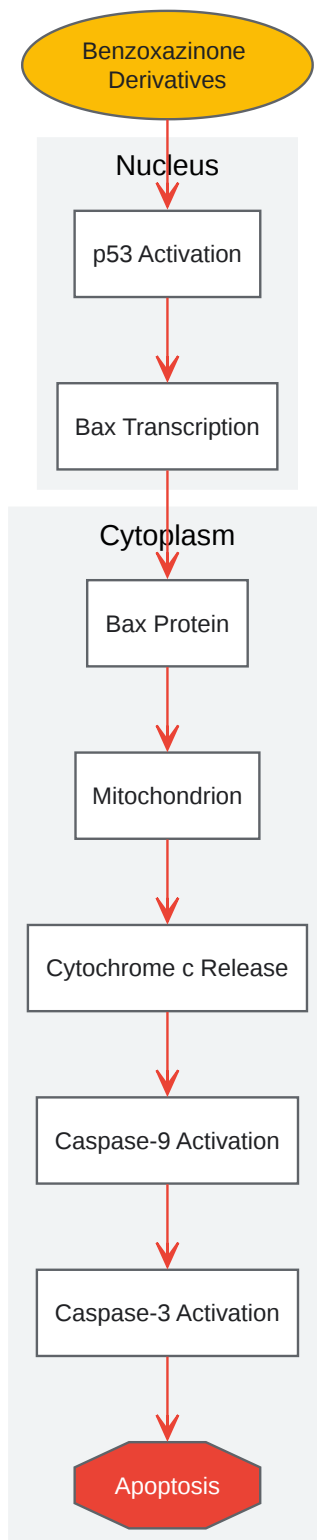 Benzoxazinone
Derivatives
Nucleus
p53 Activation
Bax Transcription
Cytoplasm
Bax Protein
Mitochondrion
Cytochrome c Release
Caspase-9 Activation
Caspase-3 Activation
Apoptosis